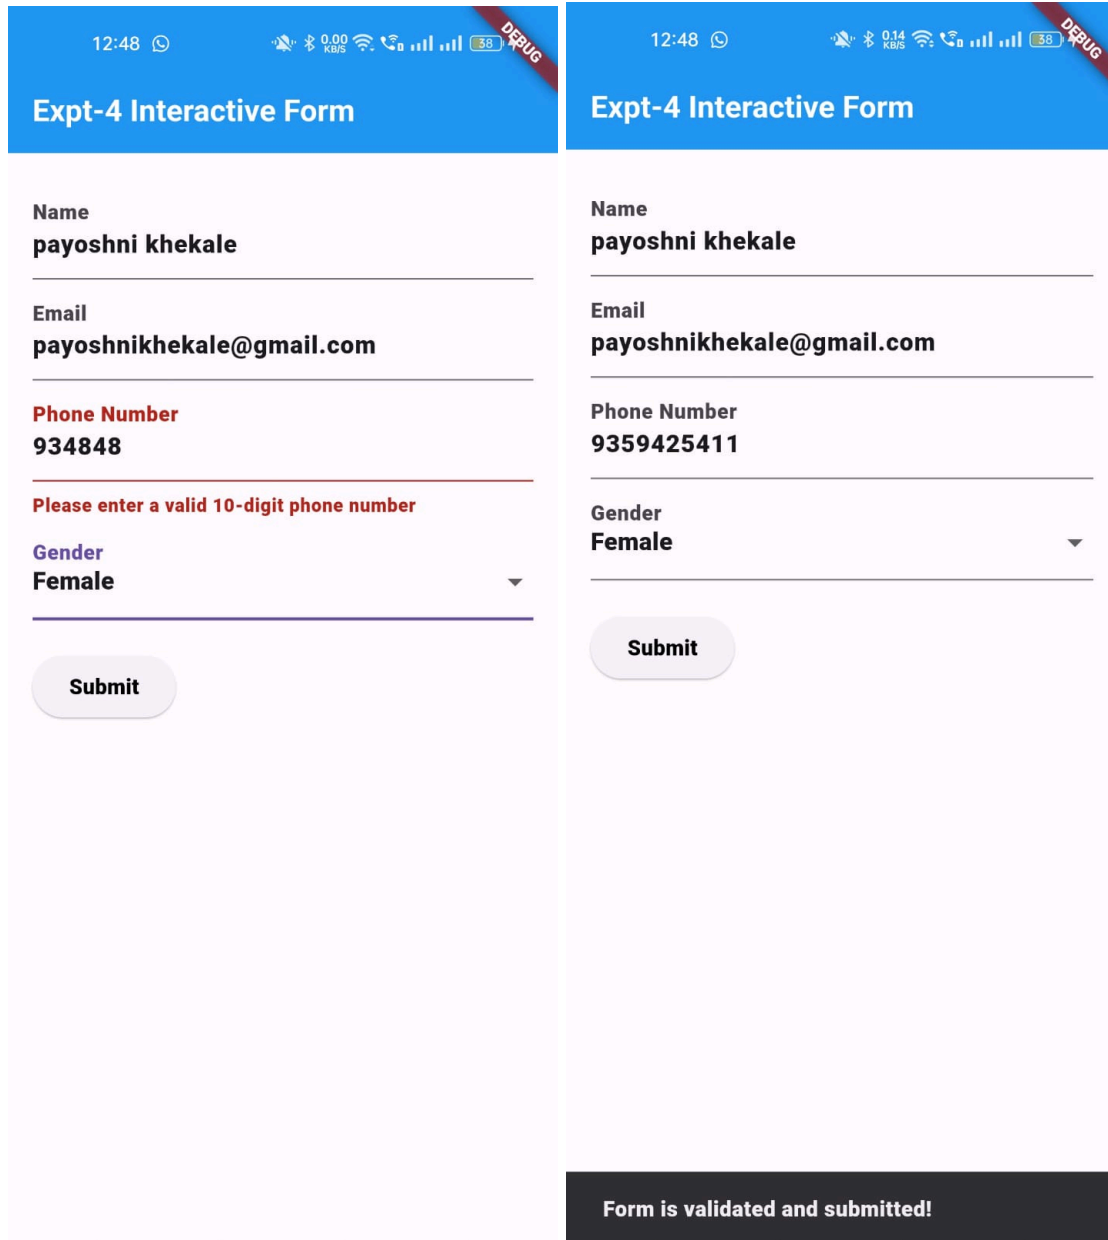 12:48
0.00
KB/S
38
DEBUG
Expt-4 Interactive Form
Name
payoshni khekale
Email
payoshnikhekale@gmail.com
Phone Number
934848
Please enter a valid 10-digit phone number
Gender
Female
Submit
12:48
0.14
KB/S
38
DEBUG
Expt-4 Interactive Form
Name
payoshni khekale
Email
payoshnikhekale@gmail.com
Phone Number
9359425411
Gender
Female
Submit
Form is validated and submitted!